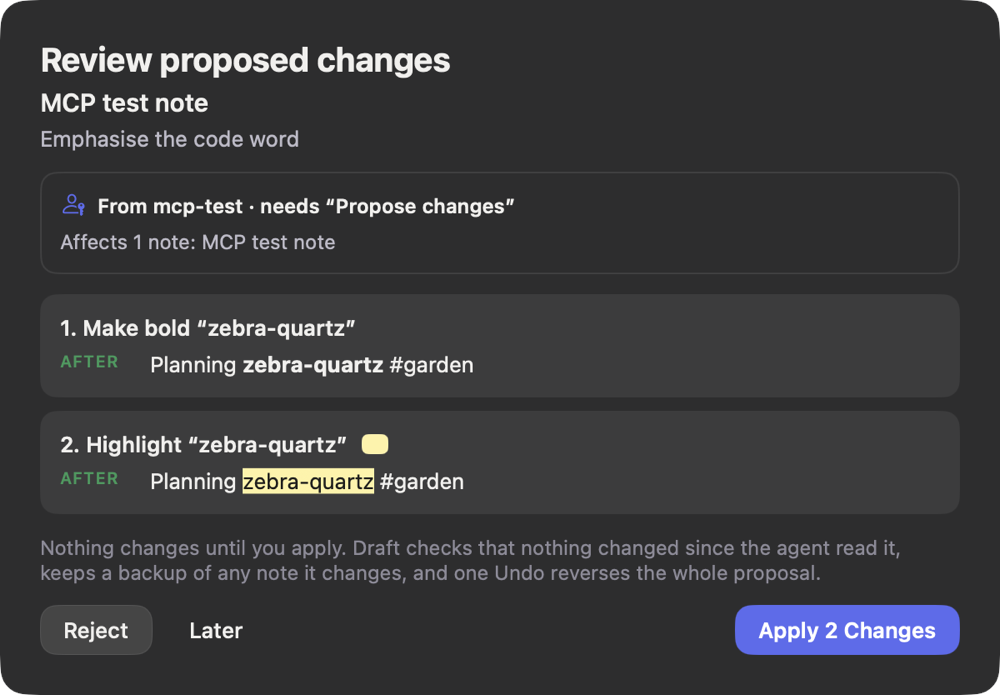 Review proposed changes
MCP test note
Emphasise the code word
From mcp-test · needs “Propose changes”
Affects 1 note: MCP test note
1. Make bold “zebra-quartz”
AFTER Planning zebra-quartz #garden
2. Highlight “zebra-quartz”
AFTER Planning zebra-quartz #garden
Nothing changes until you apply. Draft checks that nothing changed since the agent read it,
keeps a backup of any note it changes, and one Undo reverses the whole proposal.
Reject Later Apply 2 Changes